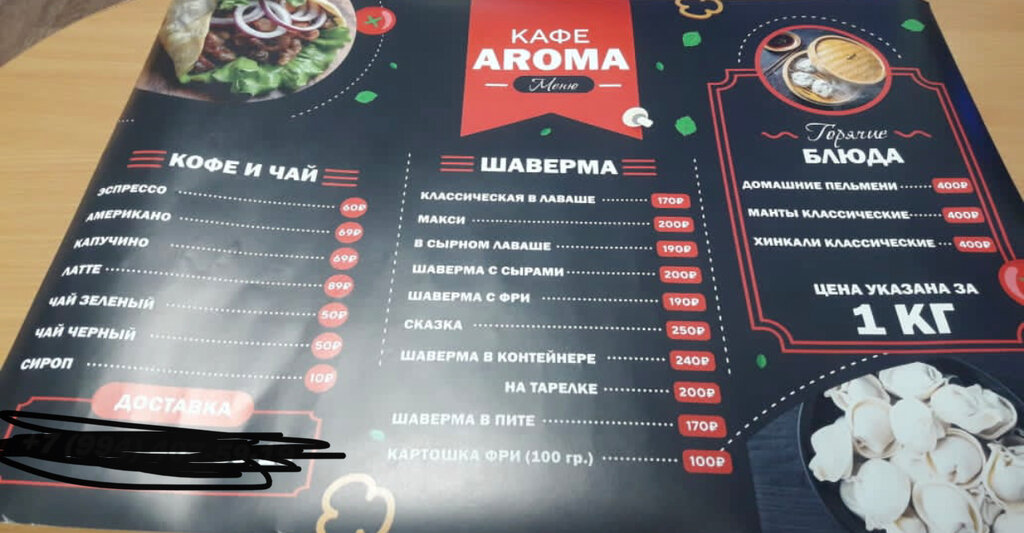 КАФЕ
AROMA
Меню
КОФЕ И ЧАЙ
ЭСПРЕССО 60₽
АМЕРИКАНО 69₽
КАПУЧИНО 69₽
ЛАТТЕ 89₽
ЧАЙ ЗЕЛЕНЫЙ 50₽
ЧАЙ ЧЕРНЫЙ 50₽
СИРОП 10₽
ДОСТАВКА
ШАВЕРМА
КЛАССИЧЕСКАЯ В ЛАВАШЕ 170₽
МАКСИ 200₽
В СЫРНОМ ЛАВАШЕ 190₽
ШАВЕРМА С СЫРАМИ 200₽
ШАВЕРМА С ФРИ 190₽
СКАЗКА 250₽
ШАВЕРМА В КОНТЕЙНЕРЕ 240₽
НА ТАРЕЛКЕ 200₽
ШАВЕРМА В ПИТЕ 170₽
КАРТОШКА ФРИ (100 гр.) 100₽
Горячие
БЛЮДА
ДОМАШНИЕ ПЕЛЬМЕНИ 400₽
МАНТЫ КЛАССИЧЕСКИЕ 400₽
ХИНКАЛИ КЛАССИЧЕСКИЕ 400₽
ЦЕНА УКАЗАНА ЗА
1 КГ